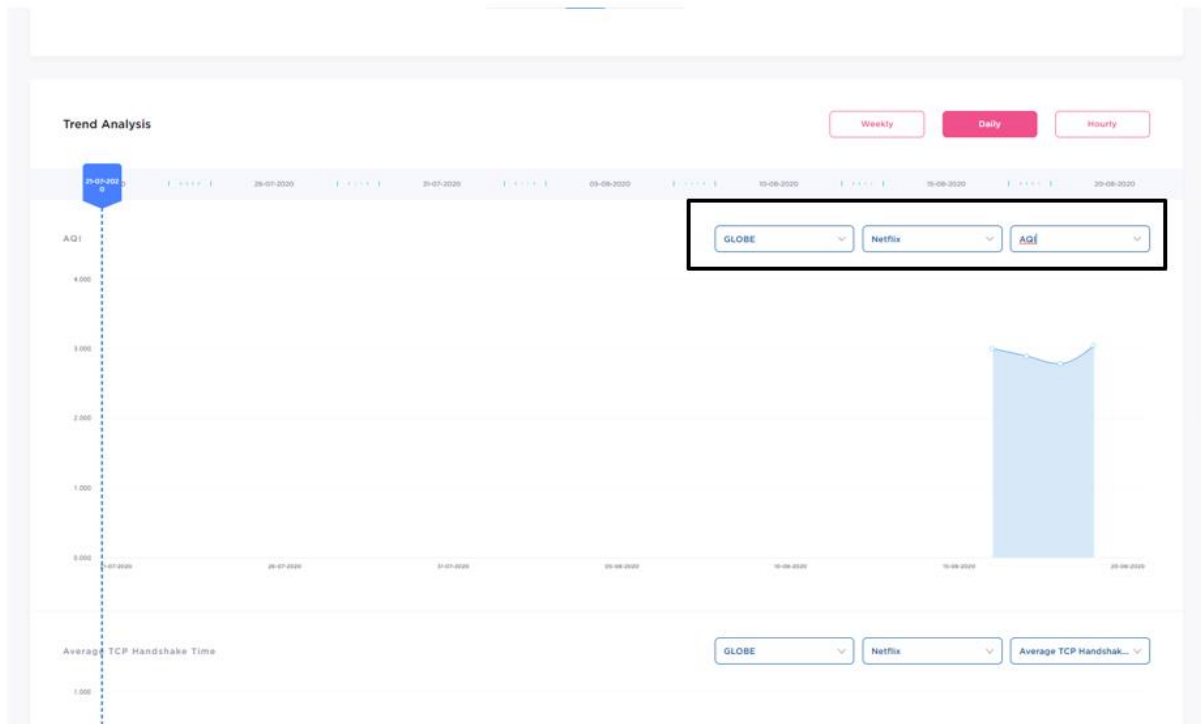 Trend Analysis
Weekly
Daily
Hourly
21-07-202
0
26-07-2020
31-07-2020
05-08-2020
10-08-2020
15-08-2020
20-08-2020
AQI
GLOBE
Netflix
AQI
4.000
3.000
2.000
1.000
0.000
26-07-2020
31-07-2020
05-08-2020
10-08-2020
15-08-2020
20-08-2020
Average TCP Handshake Time
GLOBE
Netflix
Average TCP Handshak...
1.000